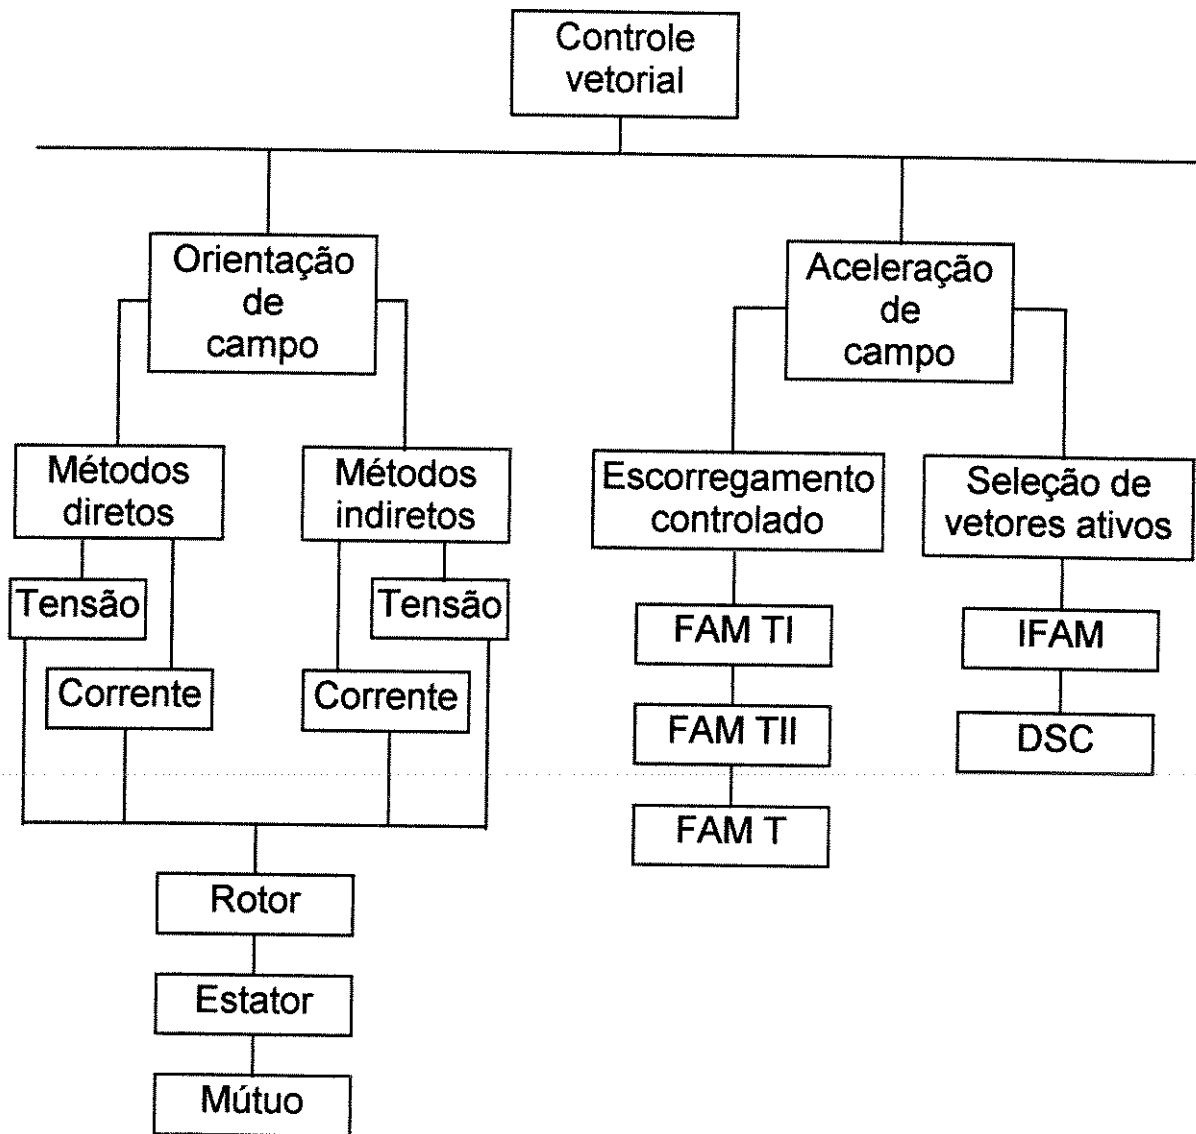 Controle
vetorial
Orientação
de
campo
Aceleração
de
campo
Métodos
diretos
Métodos
indiretos
Escorregamento
controlado
Seleção de
vetores ativos
Tensão
Tensão
FAM TI
IFAM
Corrente
Corrente
FAM TII
DSC
FAM T
Rotor
Estator
Mútuo